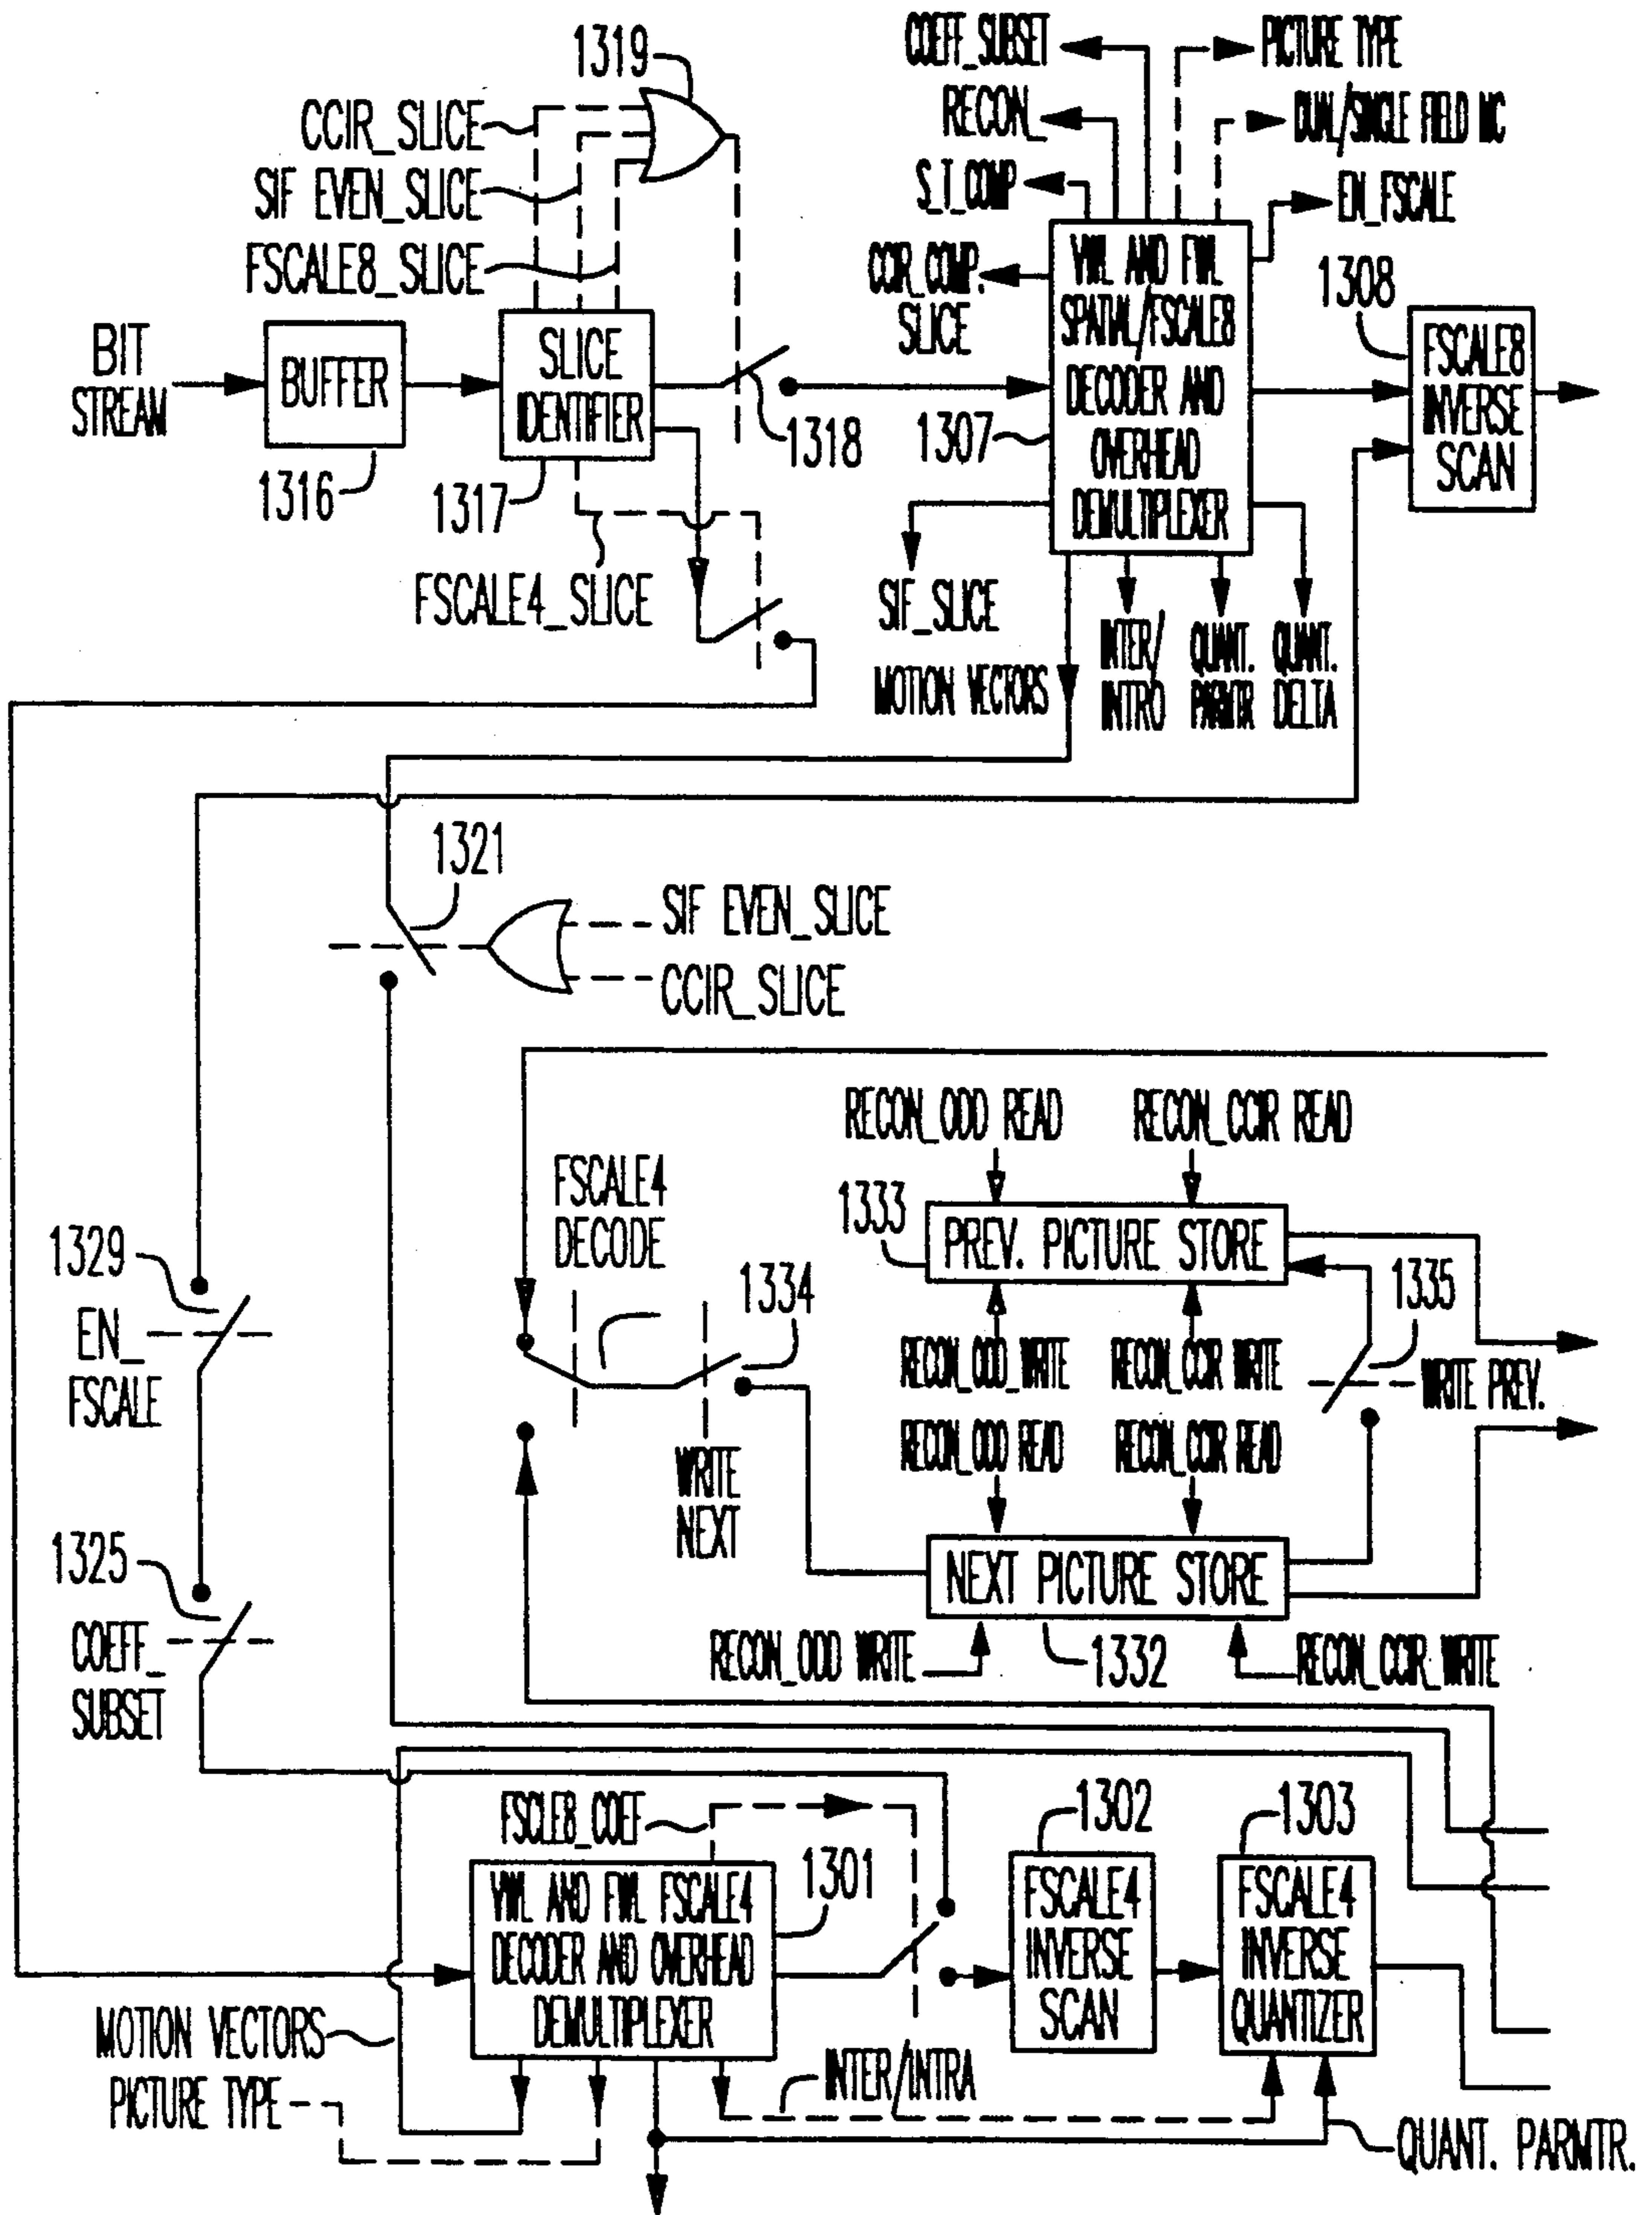 1319
COEFF_SUBSET
PICTURE TYPE
CCIR_SLICE
RECON_
DUAL/SINGLE FIELD MC
SIF EVEN_SLICE
S_T_COMP
EN_FSCALE
FSCALE8_SLICE
CCIR_COMP.
SLICE
VWL AND FWL
SPATIAL/FSCALE8
DECODER AND
OVERHEAD
DEMULTIPLEXER
1308
BIT
STREAM
BUFFER
SLICE
IDENTIFIER
FSCALE8
INVERSE
SCAN
1318
1307
1316
1317
FSCALE4_SLICE
SIF_SLICE
MOTION VECTORS
INTER/
INTRO
QUANT.
PARMTR
QUANT.
DELTA
1321
SIF EVEN_SLICE
CCIR_SLICE
RECON_ODD READ
RECON_CCIR READ
FSCALE4
DECODE
1333
PREV. PICTURE STORE
1329
1334
1335
EN_
FSCALE
RECON_ODD_WRITE
RECON_CCIR WRITE
WRITE PREV.
RECON_ODD READ
RECON_CCIR READ
WRITE
NEXT
1325
NEXT PICTURE STORE
COEFF_
SUBSET
RECON_ODD WRITE
1332
RECON_CCIR_WRITE
FSCLE8_COEF
1302
1303
1301
VWL AND FWL FSCALE4
DECODER AND OVERHEAD
DEMULTIPLEXER
FSCALE4
INVERSE
SCAN
FSCALE4
INVERSE
QUANTIZER
MOTION VECTORS
PICTURE TYPE
INTER/INTRA
QUANT. PARMTR.